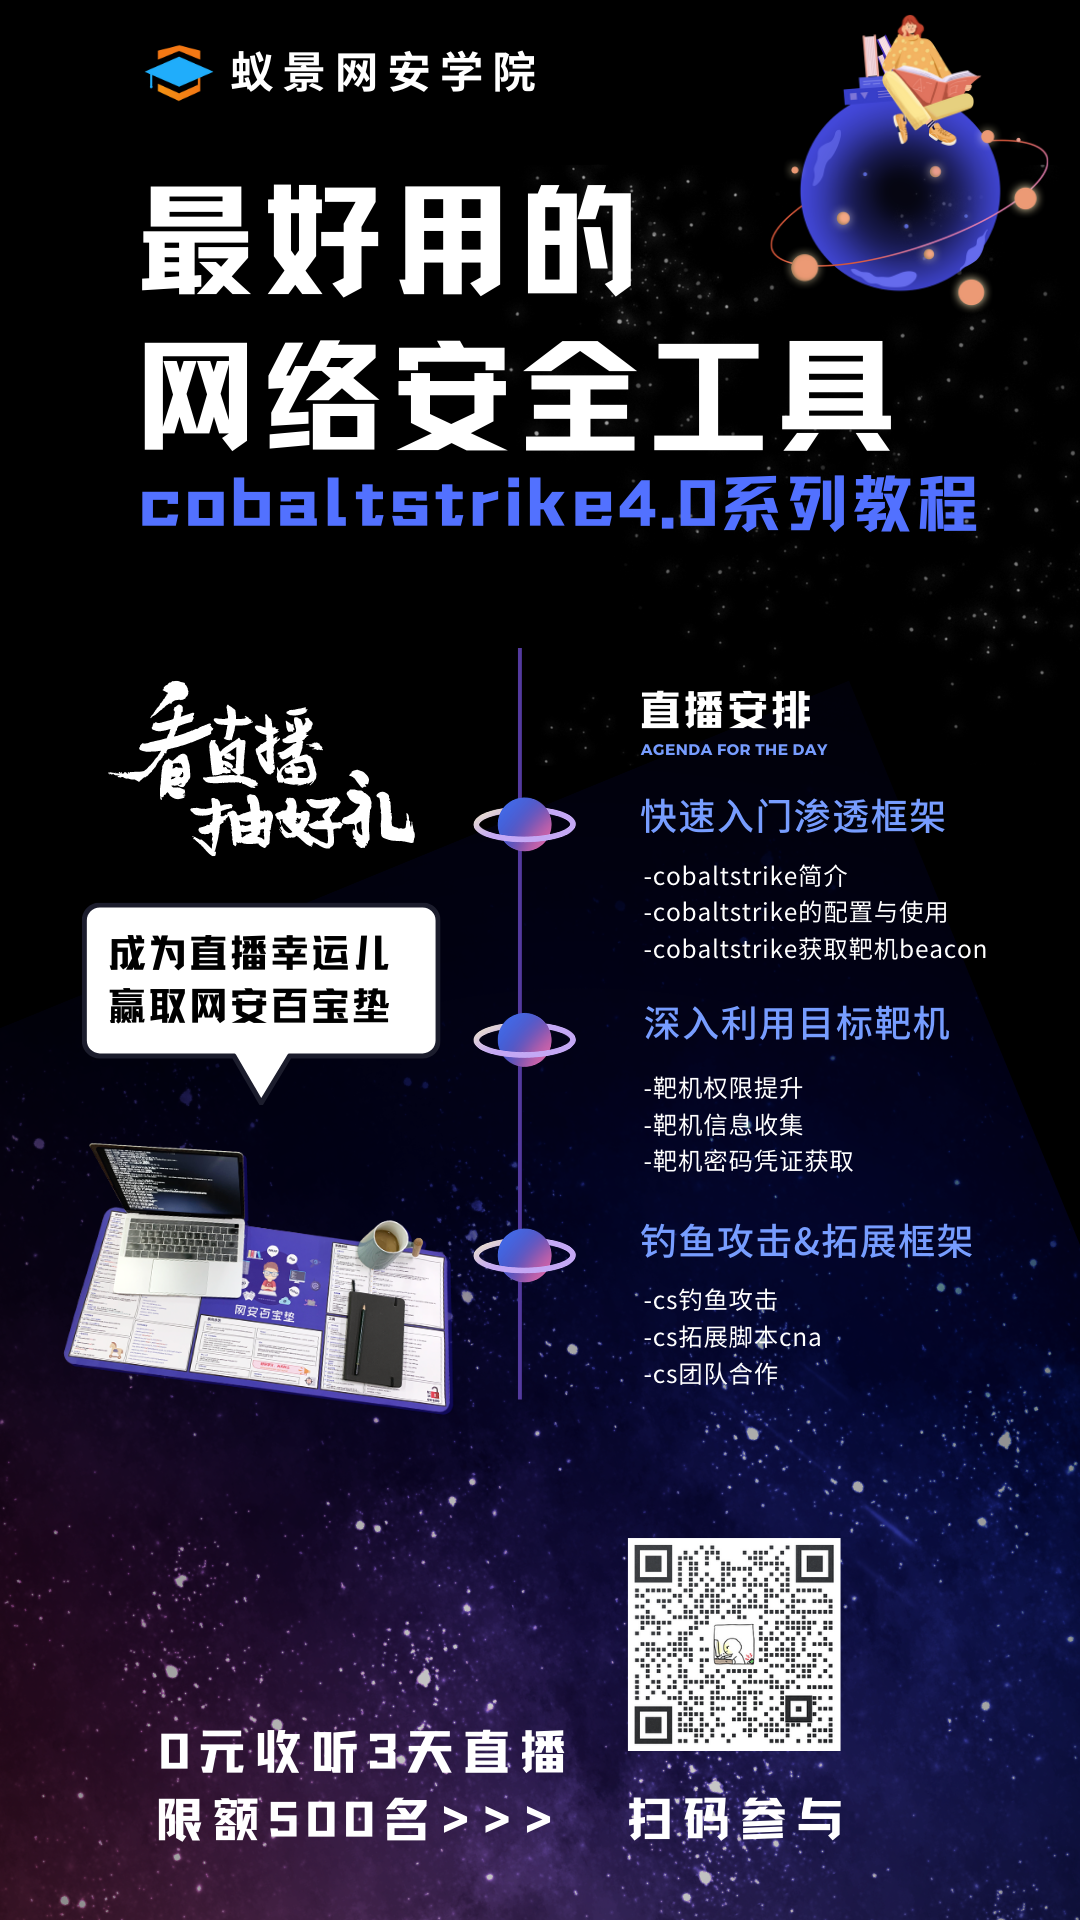 蚁景网安学院
最好用的
网络安全工具
cobaltstrike4.0系列教程
看直播
抽好礼
成为直播幸运儿
赢取网安百宝垫
网安百宝垫
直播安排
AGENDA FOR THE DAY
快速入门渗透框架
-cobaltstrike简介
-cobaltstrike的配置与使用
-cobaltstrike获取靶机beacon
深入利用目标靶机
-靶机权限提升
-靶机信息收集
-靶机密码凭证获取
钓鱼攻击&拓展框架
-cs钓鱼攻击
-cs拓展脚本cna
-cs团队合作
0元收听3天直播
限额500名>>>
扫码参与